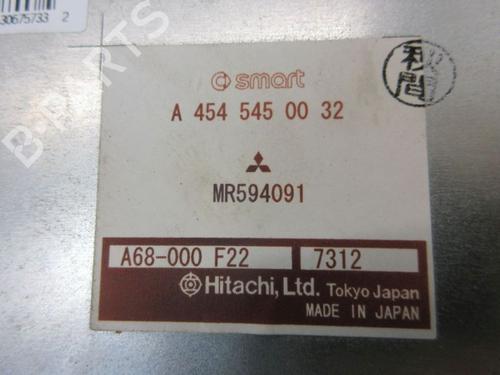 30675733 2
B-PARTS
smart
A 454 545 00 32
MR594091
A68-000 F22 7312
Hitachi, Ltd. Tokyo Japan
MADE IN JAPAN